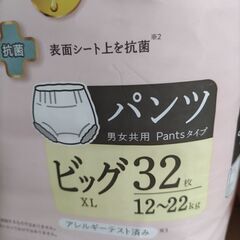 抗菌
表面シート上を抗菌※2
パンツ
男女共用 Pantsタイプ
ビッグ 32枚
XL
12~22kg
アレルギーテスト済み